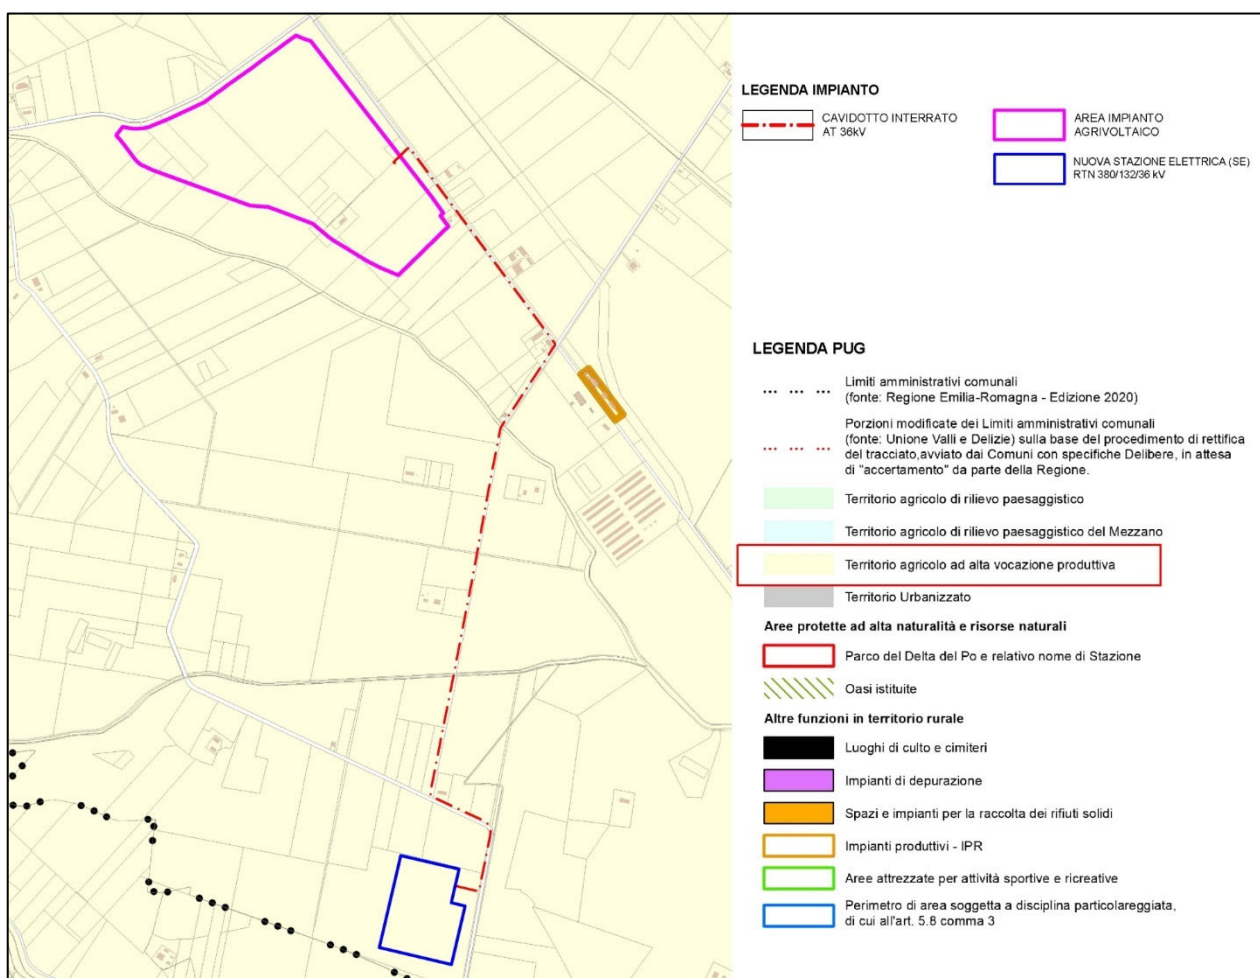 LEGENDA IMPIANTO
CAVIDOTTO INTERRATO
AT 36kV
AREA IMPIANTO
AGRIVOLTAICO
NUOVA STAZIONE ELETTRICA (SE)
RTN 380/132/36 kV
LEGENDA PUG
Limiti amministrativi comunali
(fonte: Regione Emilia-Romagna - Edizione 2020)
Porzioni modificate dei Limiti amministrativi comunali
(fonte: Unione Valli e Delizie) sulla base del procedimento di rettifica
del tracciato,avviato dai Comuni con specifiche Delibere, in attesa
di "accertamento" da parte della Regione.
Territorio agricolo di rilievo paesaggistico
Territorio agricolo di rilievo paesaggistico del Mezzano
Territorio agricolo ad alta vocazione produttiva
Territorio Urbanizzato
Aree protette ad alta naturalità e risorse naturali
Parco del Delta del Po e relativo nome di Stazione
Oasi istituite
Altre funzioni in territorio rurale
Luoghi di culto e cimiteri
Impianti di depurazione
Spazi e impianti per la raccolta dei rifiuti solidi
Impianti produttivi - IPR
Aree attrezzate per attività sportive e ricreative
Perimetro di area soggetta a disciplina particolareggiata,
di cui all'art. 5.8 comma 3